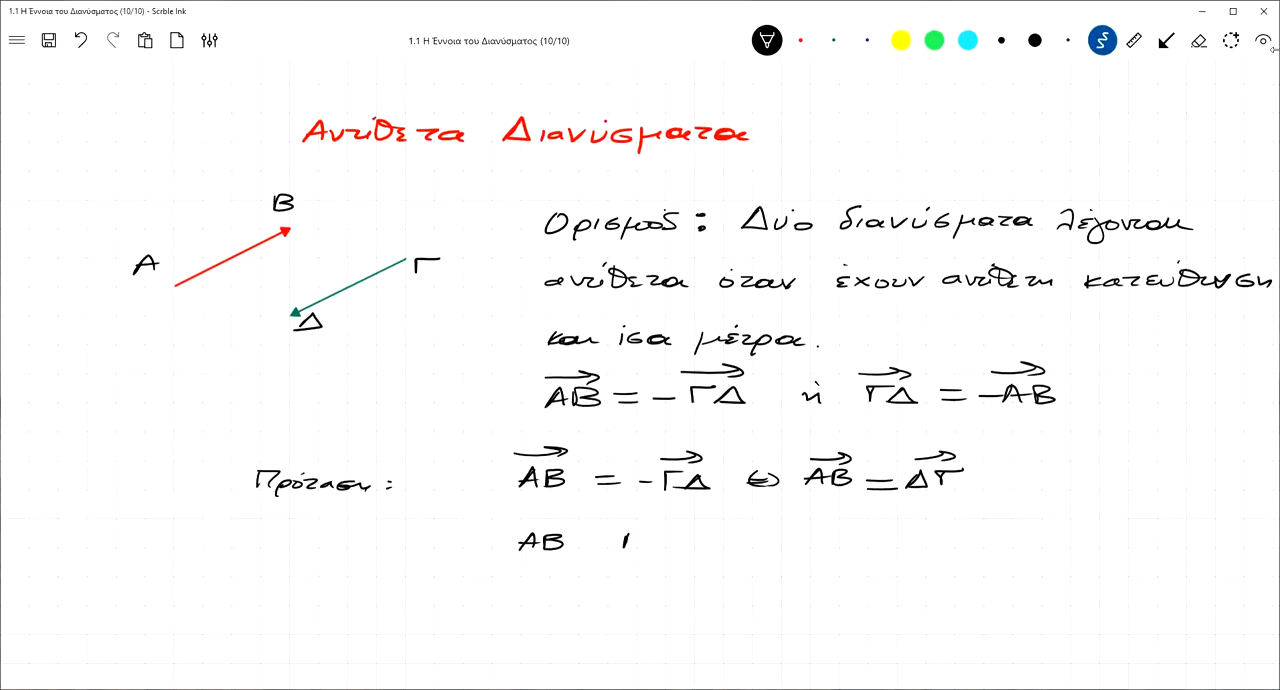 1.1 Η Έννοια του Διανύσματος (10/10) - Scrble Ink
1.1 Η Έννοια του Διανύσματος (10/10)
Αντίθετα Διανύσματα
Β
Α
Γ
Δ
Ορισμός: Δύο διανύσματα λέγονται
αντίθετα όταν έχουν αντίθετη κατεύθυνση
και ίσα μέτρα.
→AB = -→ΓΔ ή →ΓΔ = -→AB
Πρόταση: →AB = -→ΓΔ ⇔ →AB = →ΔΓ
AB